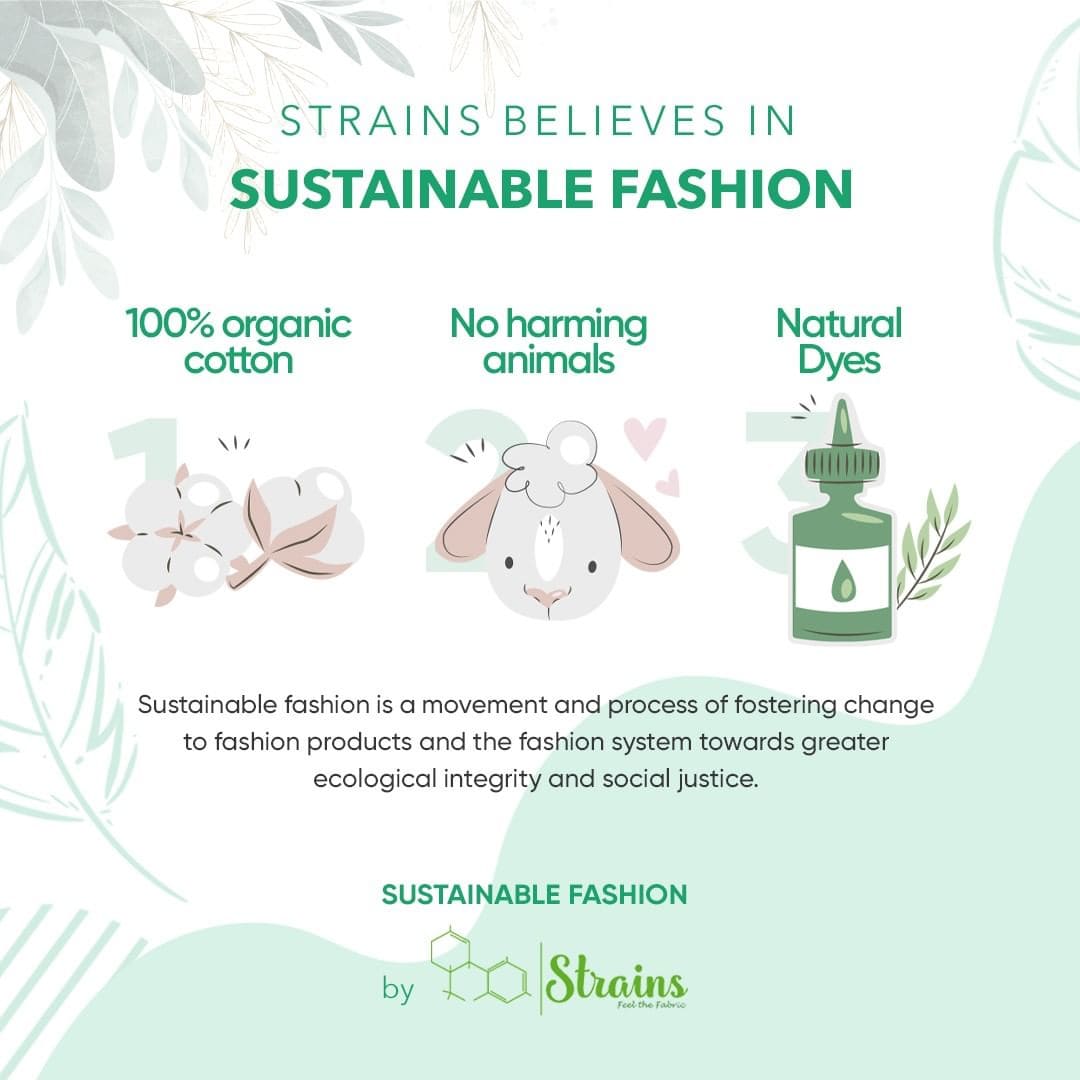 STRAINS BELIEVES IN
SUSTAINABLE FASHION
100% organic
cotton
No harming
animals
Natural
Dyes
1
2
3
Sustainable fashion is a movement and process of fostering change
to fashion products and the fashion system towards greater
ecological integrity and social justice.
SUSTAINABLE FASHION
by
Strains
Feel the Fabric